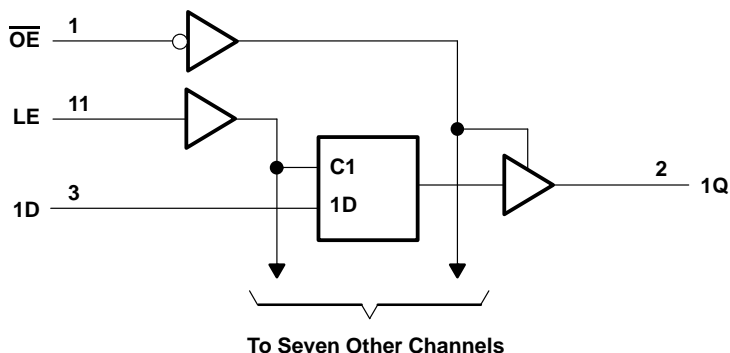 OE 1
LE 11
1D 3
C1
1D
2 1Q
To Seven Other Channels